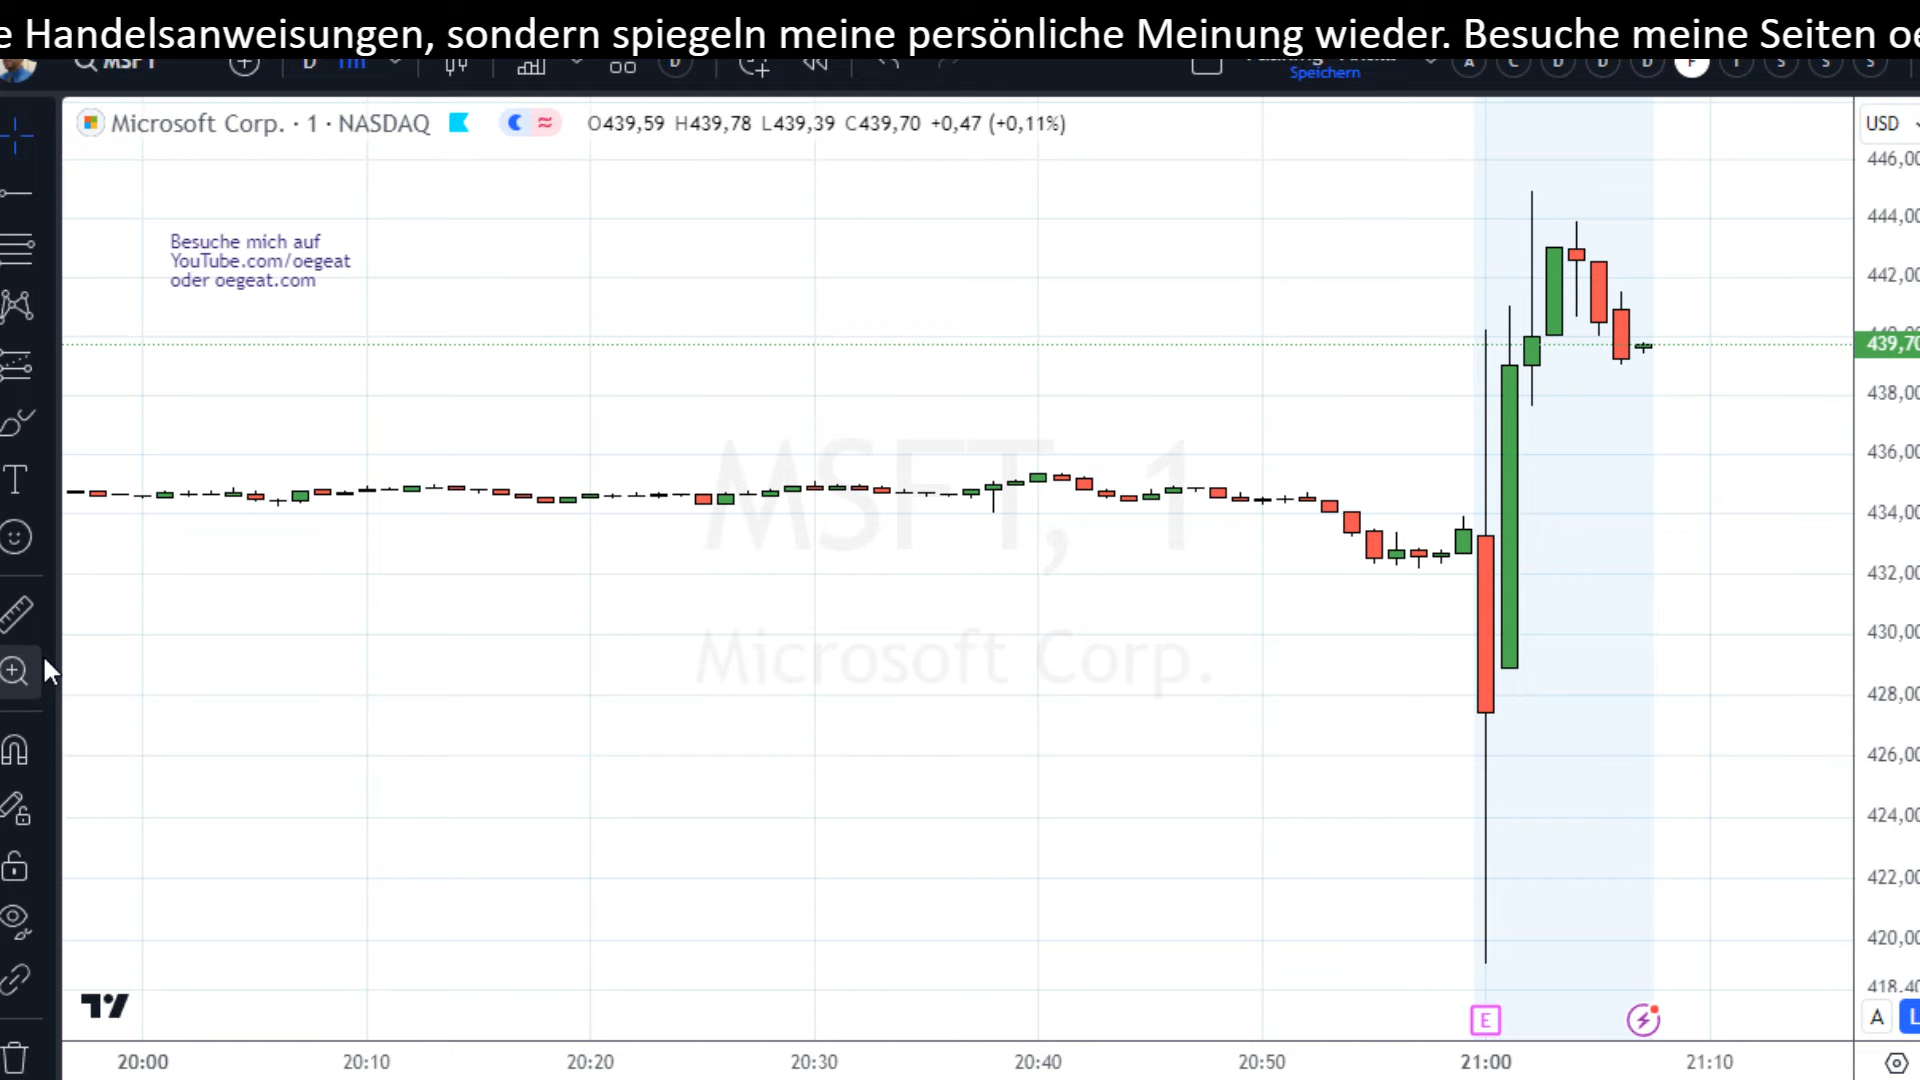 e Handelsanweisungen, sondern spiegeln meine persönliche Meinung wieder. Besuche meine Seiten oe
MSFT
D
1m
D
Speichern
A C D D D F T S S S
Microsoft Corp. · 1 · NASDAQ
O439,59 H439,78 L439,39 C439,70 +0,47 (+0,11%)
USD
446,00
Besuche mich auf
YouTube.com/oegeat
oder oegeat.com
444,00
442,00
439,70
438,00
436,00
434,00
432,00
430,00
428,00
426,00
424,00
422,00
420,00
418,40
MSFT, 1
Microsoft Corp.
E
A
L
20:00 20:10 20:20 20:30 20:40 20:50 21:00 21:10